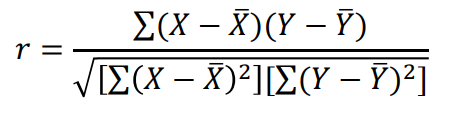 r = ∑(X − X̄)(Y − Ȳ) / √[∑(X − X̄)²][∑(Y − Ȳ)²]